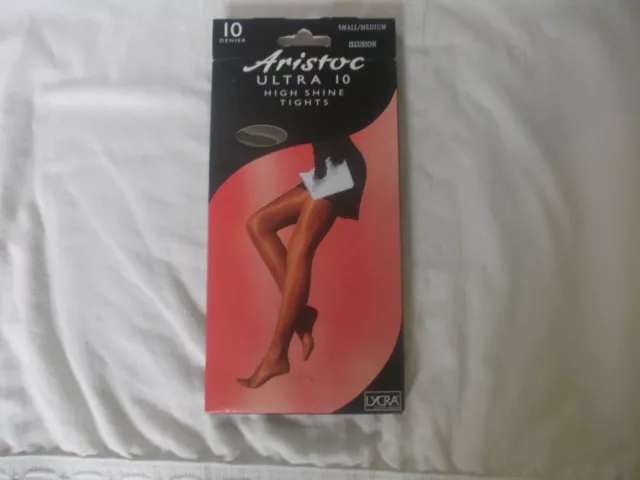 10
DENIER
SMALL/MEDIUM
ILLUSION
Aristoc
ULTRA 10
HIGH SHINE
TIGHTS
LYCRA®